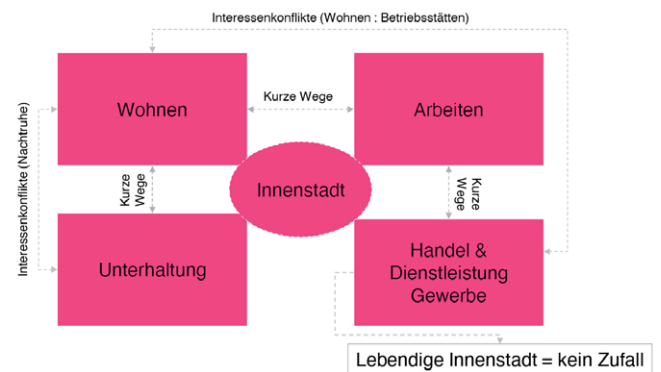 Interessenkonflikte (Wohnen : Betriebsstätten)
Wohnen
Kurze Wege
Arbeiten
Interessenkonflikte (Nachtruhe)
Kurze
Wege
Innenstadt
Kurze
Wege
Unterhaltung
Handel &
Dienstleistung
Gewerbe
Lebendige Innenstadt = kein Zufall